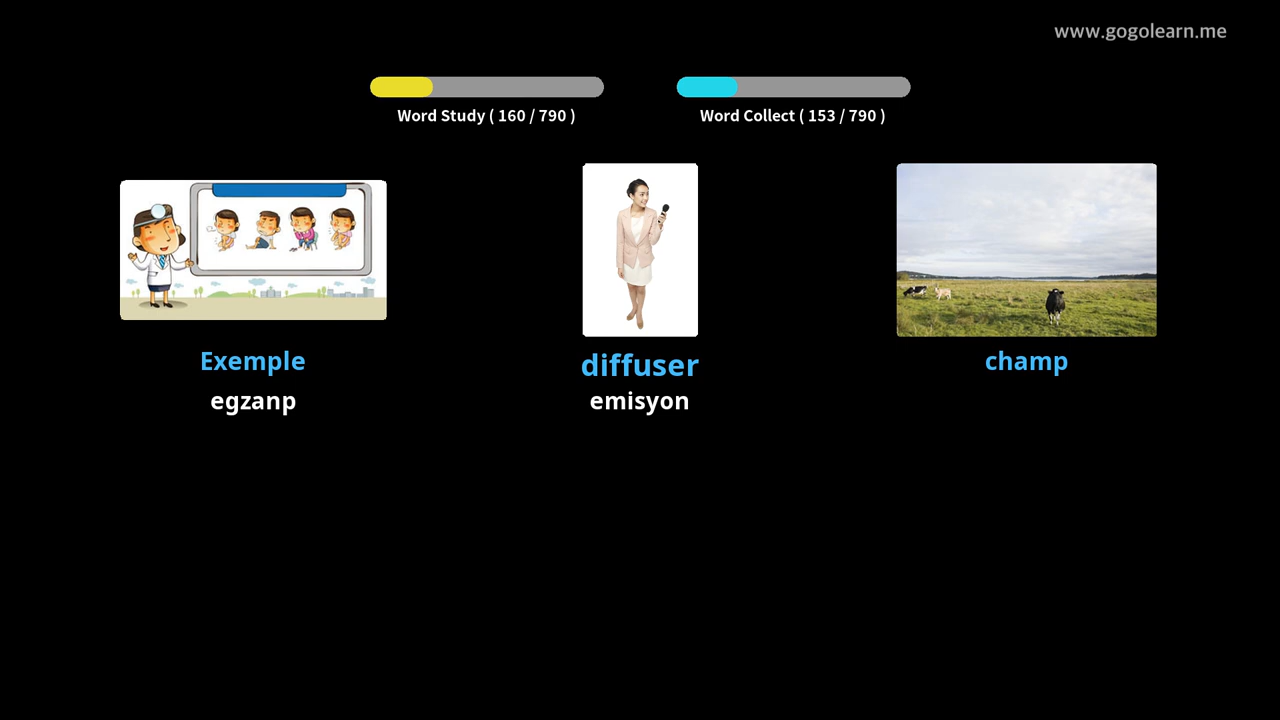 www.gogolearn.me
Word Study ( 160 / 790 )
Word Collect ( 153 / 790 )
Exemple
egzanp
diffuser
emisyon
champ